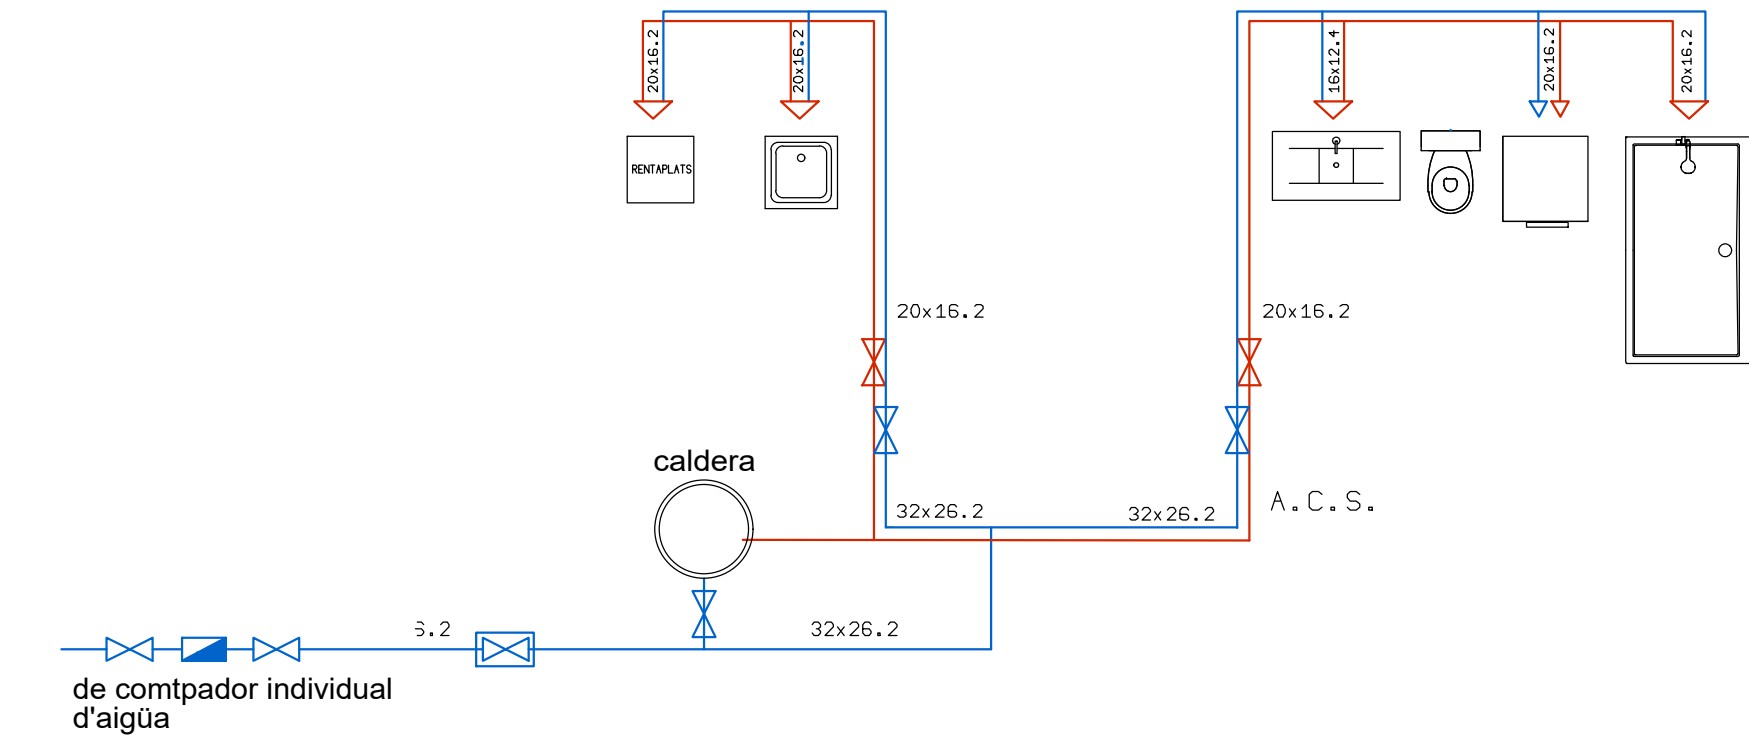 20x16.2
20x16.2
16x12.4
20x16.2
20x16.2
RENTAPLATS
20x16.2
20x16.2
caldera
32x26.2
32x26.2
A.C.S.
32x26.2
de comtpador individual
d'aigüa